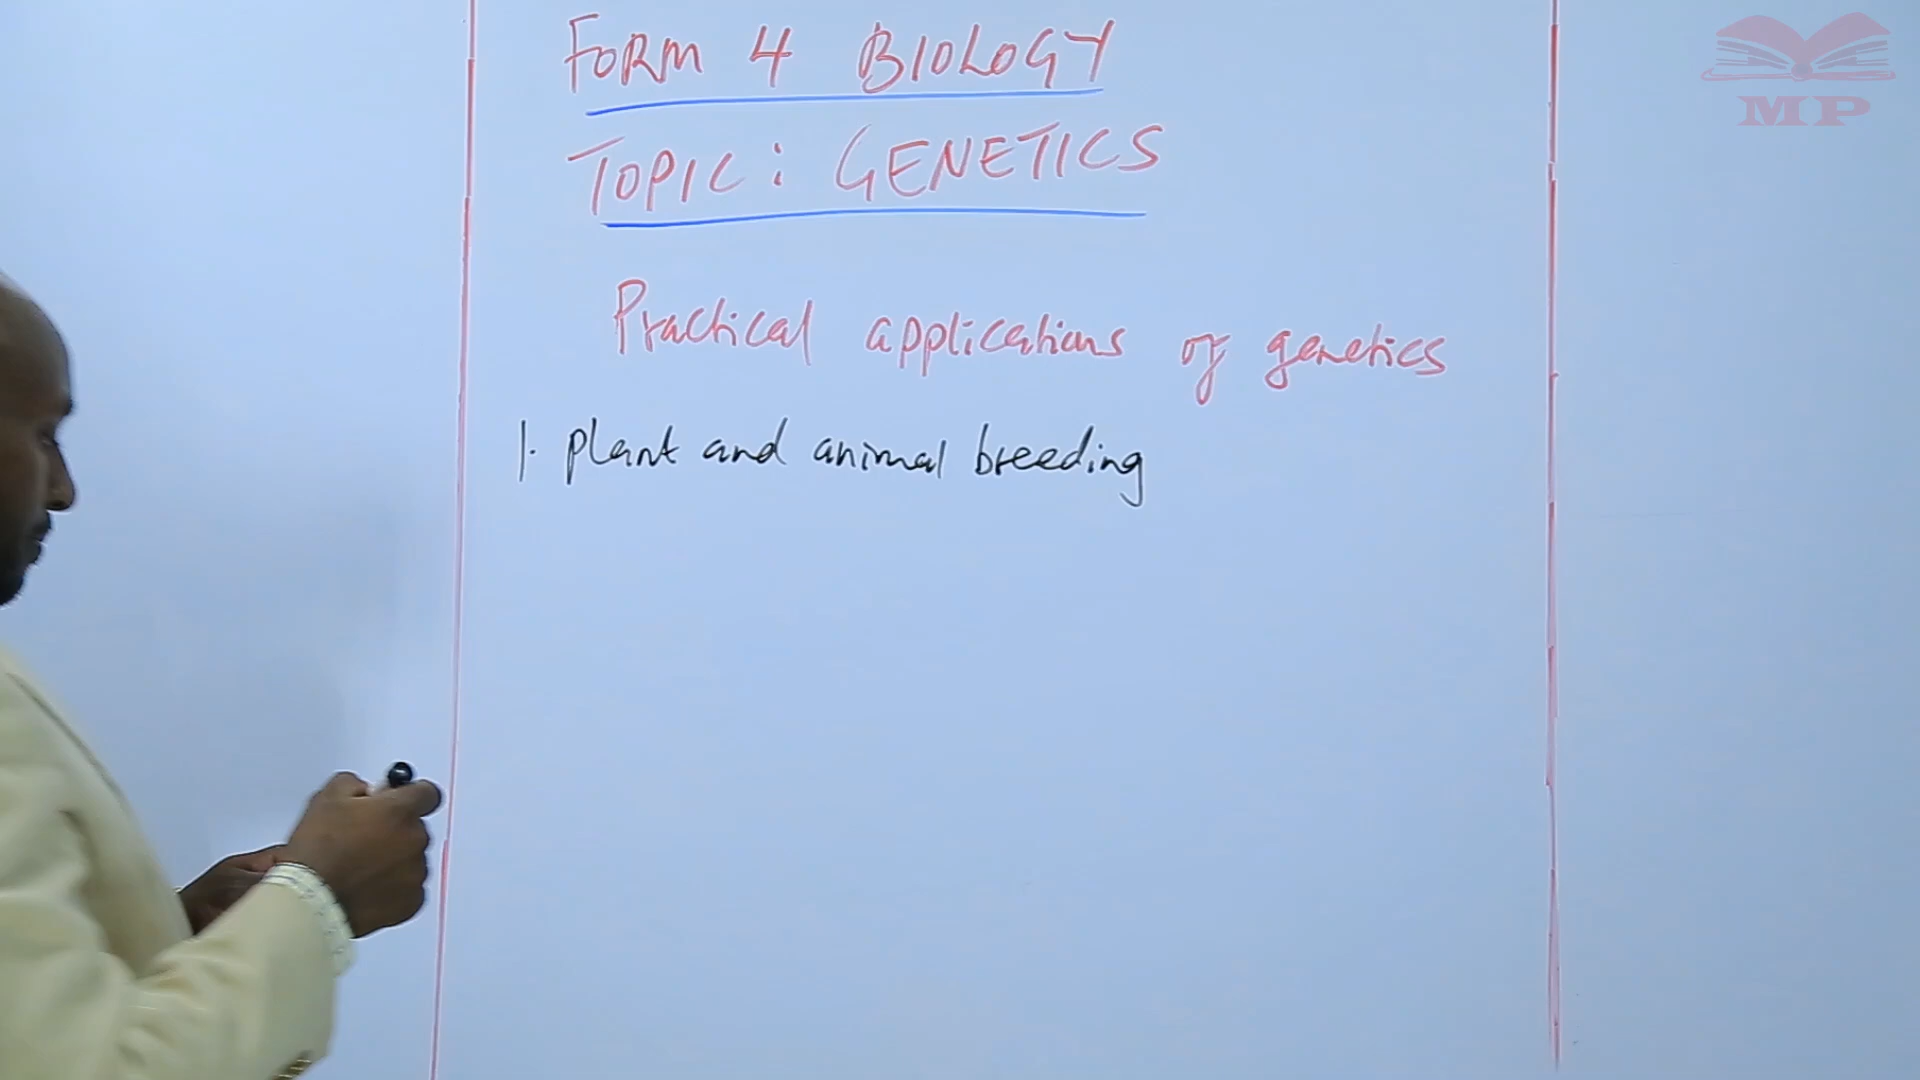 FORM 4 BIOLOGY
TOPIC: GENETICS
Practical applications of genetics
1. plant and animal breeding
MP